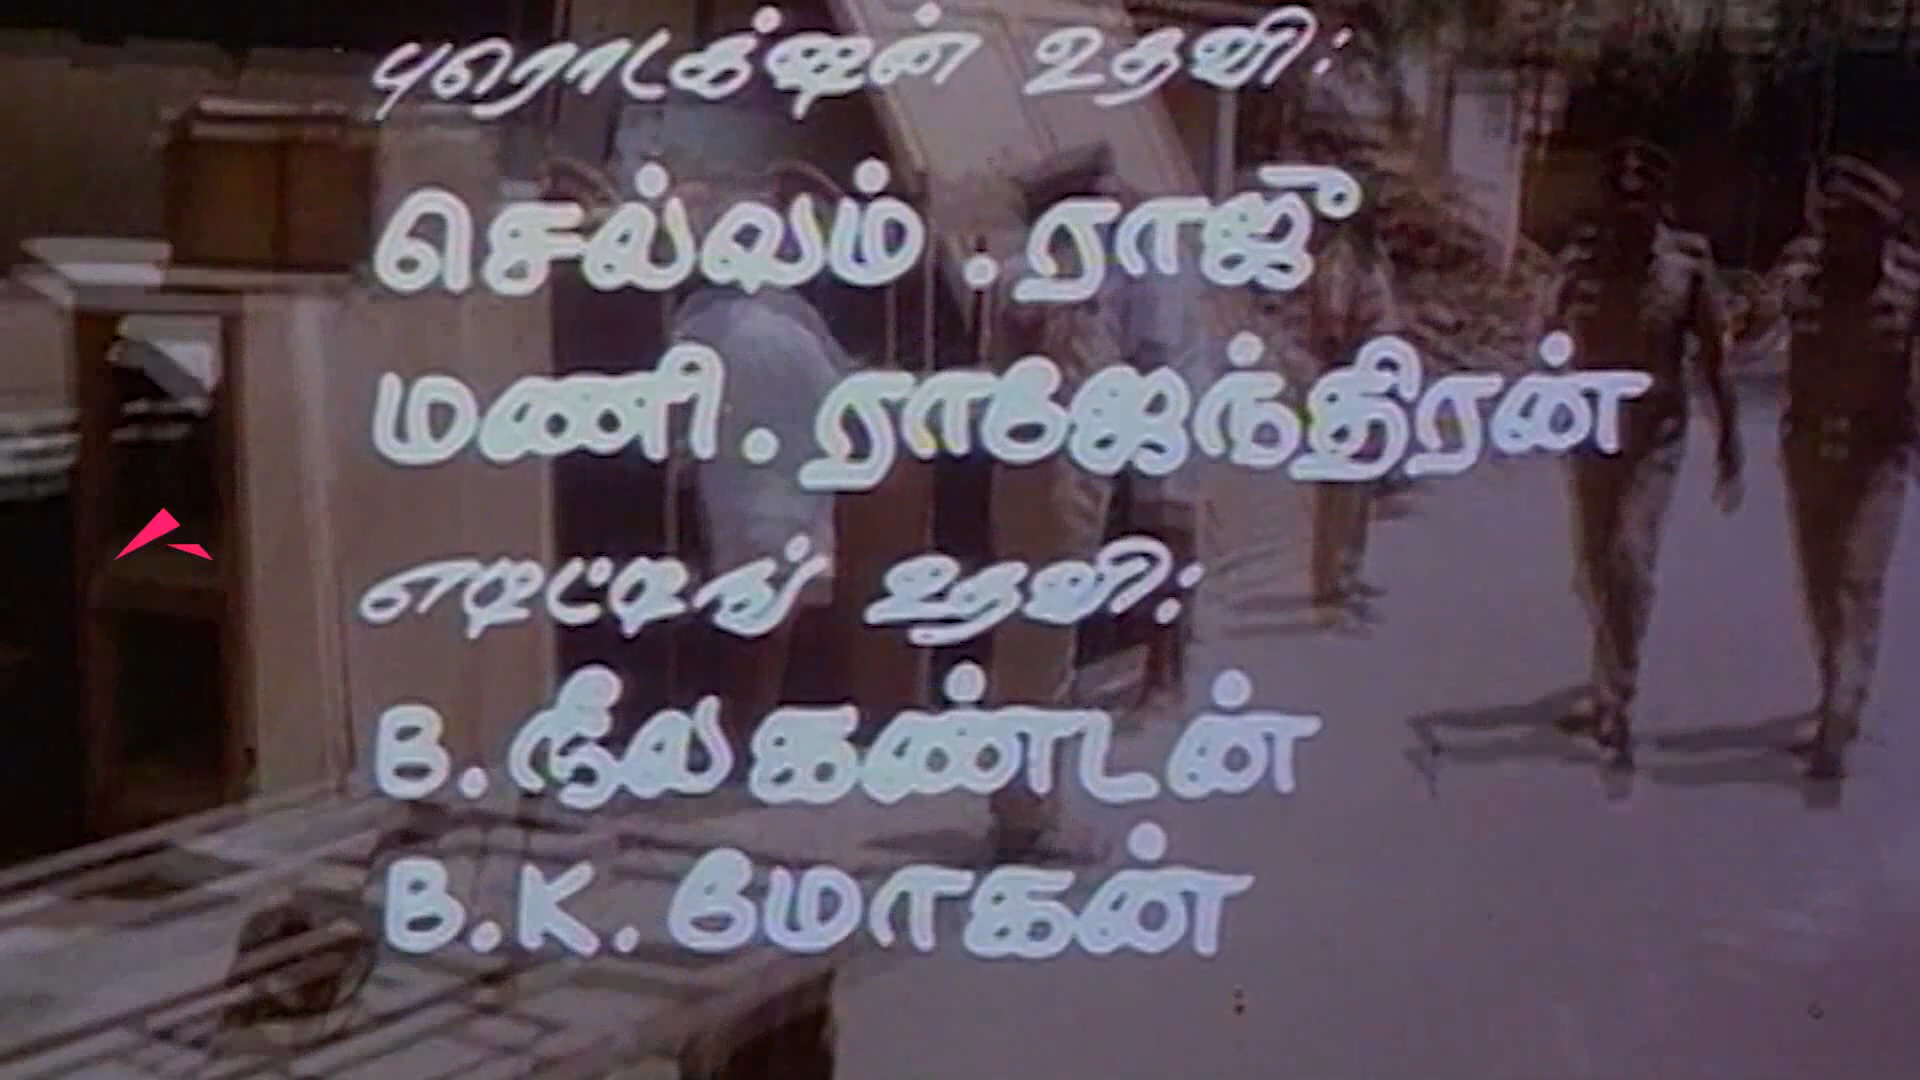 புரொடக்ஷன் உதவி:
செல்வம் . ராஜீ
மணி . ராஜேந்திரன்
எடிட்டிங் உதவி:
B. நீலகண்டன்
B.K. மோகன்